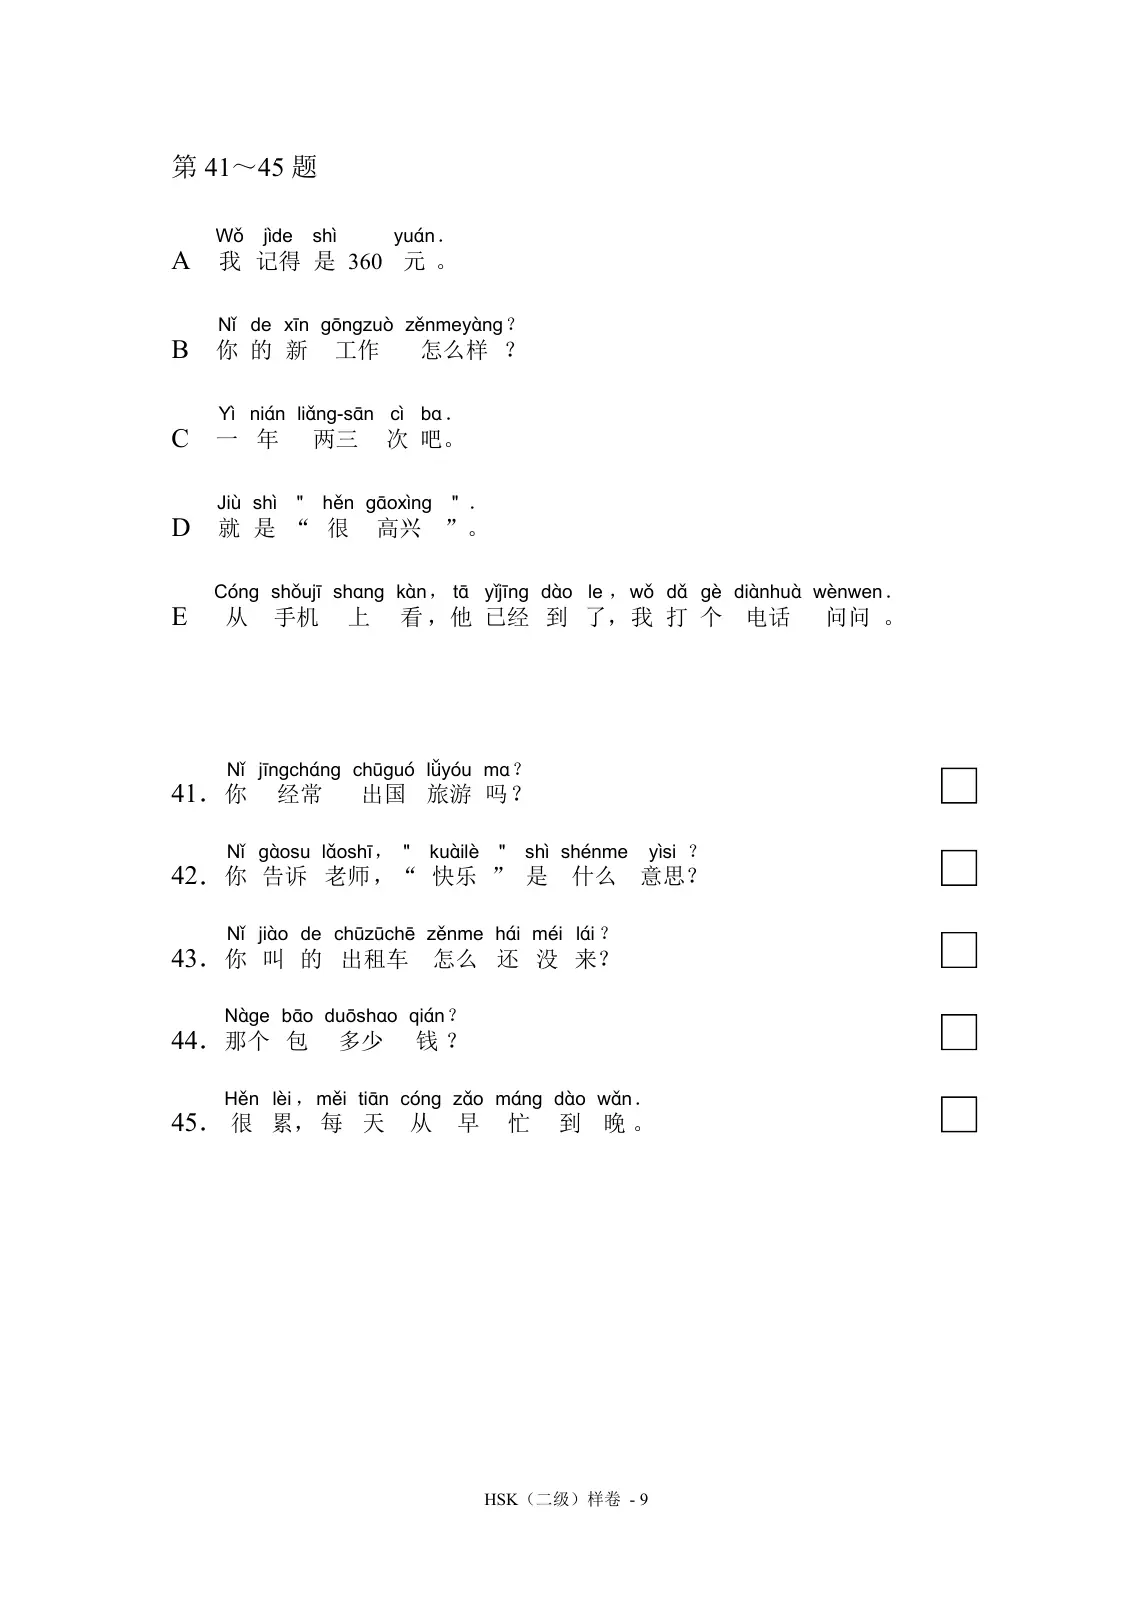 第 41～45 题
Wǒ jìde shì yuán.
A 我 记得 是 360 元 。
Nǐ de xīn gōngzuò zěnmeyàng?
B 你 的 新 工作 怎么样 ?
Yì nián liǎng-sān cì ba.
C 一 年 两三 次 吧。
Jiù shì " hěn gāoxìng ".
D 就 是 “ 很 高兴 ” 。
Cóng shǒujī shang kàn, tā yǐjīng dào le, wǒ dǎ gè diànhuà wènwen.
E 从 手机 上 看 , 他 已经 到 了, 我 打 个 电话 问问 。
Nǐ jīngcháng chūguó lǚyóu ma?
41. 你 经常 出国 旅游 吗?
Nǐ gàosu lǎoshī, " kuàilè " shì shénme yìsi ?
42. 你 告诉 老师, “ 快乐 ” 是 什么 意思?
Nǐ jiào de chūzūchē zěnme hái méi lái?
43. 你 叫 的 出租车 怎么 还 没 来?
Nàge bāo duōshao qián?
44. 那个 包 多少 钱 ?
Hěn lèi, měi tiān cóng zǎo máng dào wǎn.
45. 很 累, 每 天 从 早 忙 到 晚 。
HSK（二级）样卷 - 9